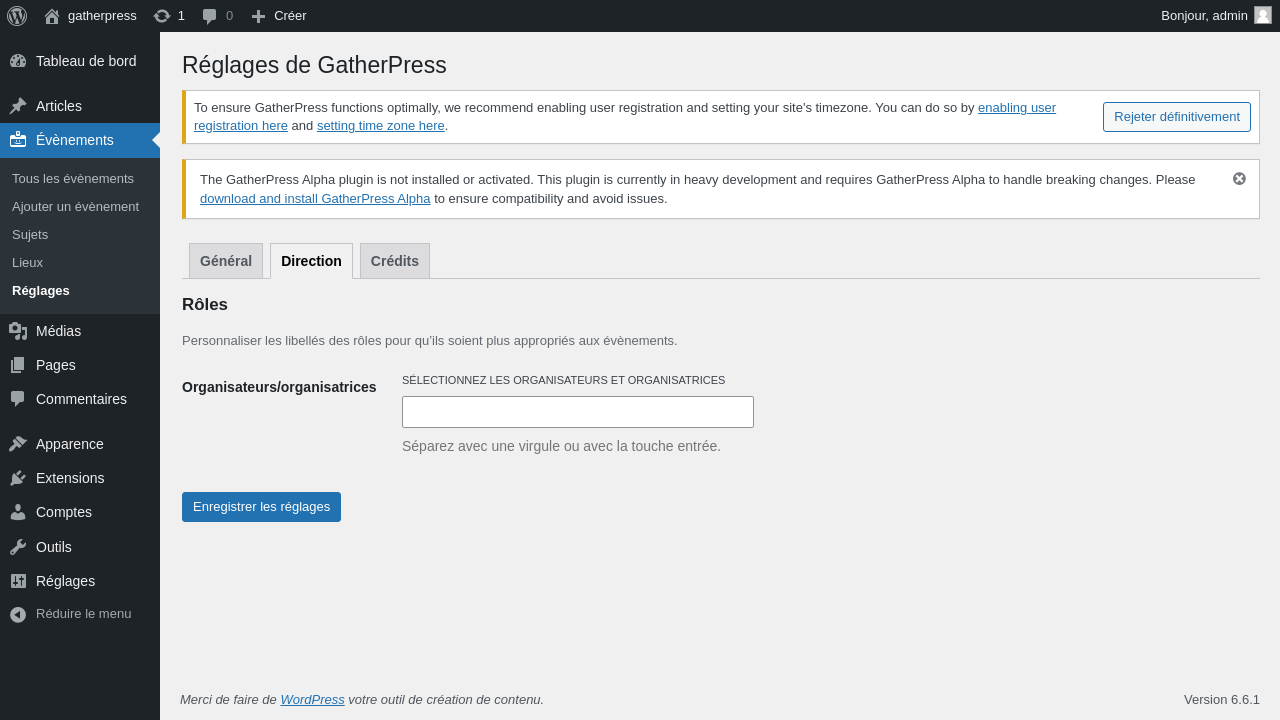 gatherpress
1
0
Créer
Bonjour, admin
Tableau de bord
Articles
Évènements
Tous les évènements
Ajouter un évènement
Sujets
Lieux
Réglages
Médias
Pages
Commentaires
Apparence
Extensions
Comptes
Outils
Réglages
Réduire le menu
Réglages de GatherPress
To ensure GatherPress functions optimally, we recommend enabling user registration and setting your site's timezone. You can do so by enabling user
registration here and setting time zone here.
Rejeter définitivement
The GatherPress Alpha plugin is not installed or activated. This plugin is currently in heavy development and requires GatherPress Alpha to handle breaking changes. Please
download and install GatherPress Alpha to ensure compatibility and avoid issues.
Général
Direction
Crédits
Rôles
Personnaliser les libellés des rôles pour qu’ils soient plus appropriés aux évènements.
Organisateurs/organisatrices
SÉLECTIONNEZ LES ORGANISATEURS ET ORGANISATRICES
Séparez avec une virgule ou avec la touche entrée.
Enregistrer les réglages
Merci de faire de WordPress votre outil de création de contenu.
Version 6.6.1